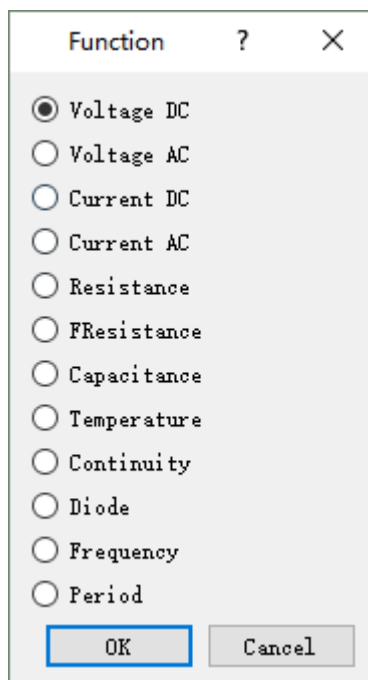 Function ?
Voltage DC
Voltage AC
Current DC
Current AC
Resistance
FResistance
Capacitance
Temperature
Continuity
Diode
Frequency
Period
OK Cancel